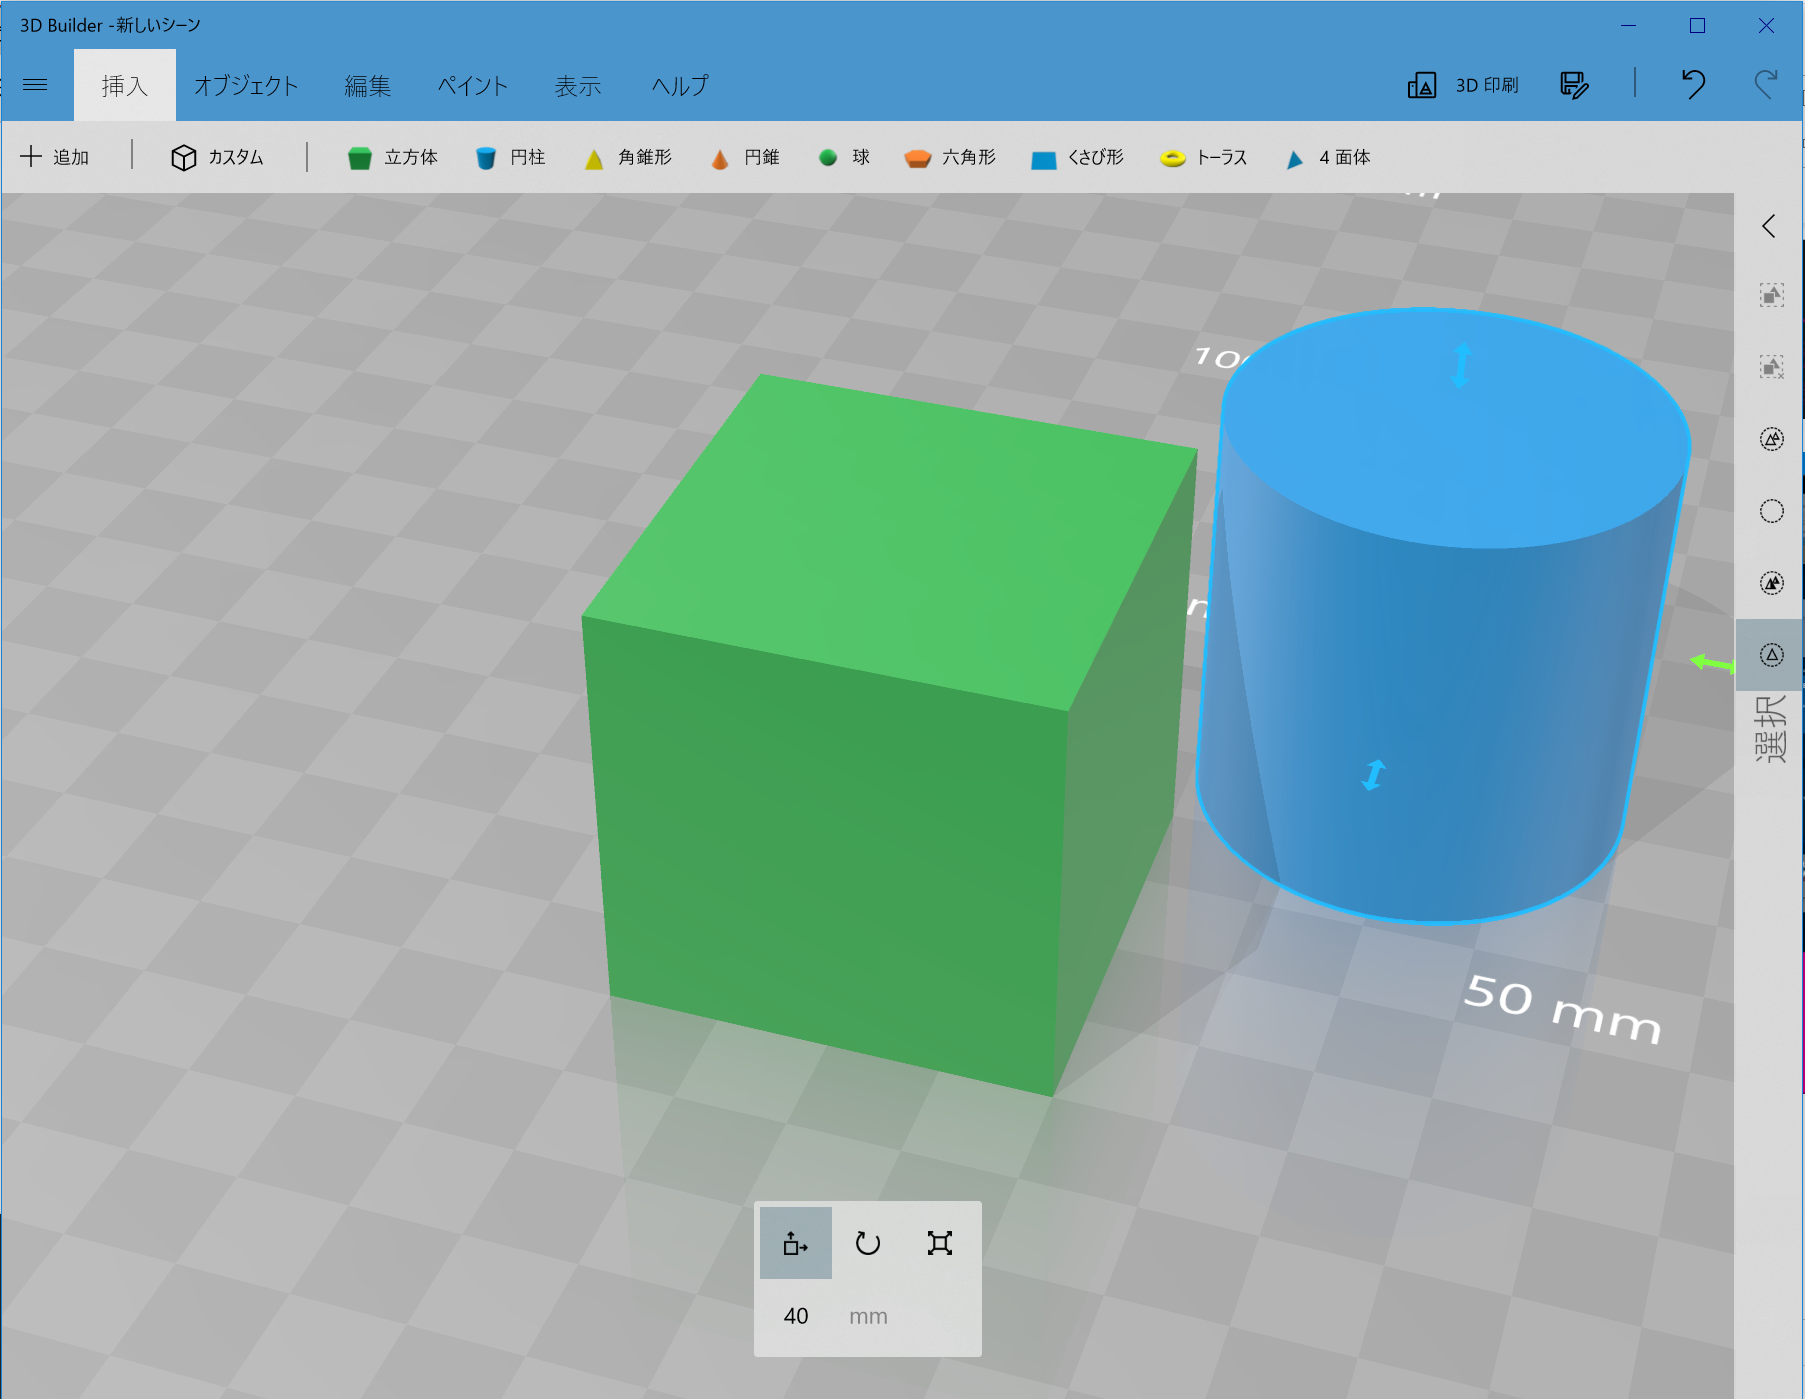 3D Builder -新しいシーン
挿入 オブジェクト 編集 ペイント 表示 ヘルプ 3D 印刷
追加 カスタム 立方体 円柱 角錐形 円錐 球 六角形 くさび形 トーラス 4 面体
50 mm
選択
40 mm